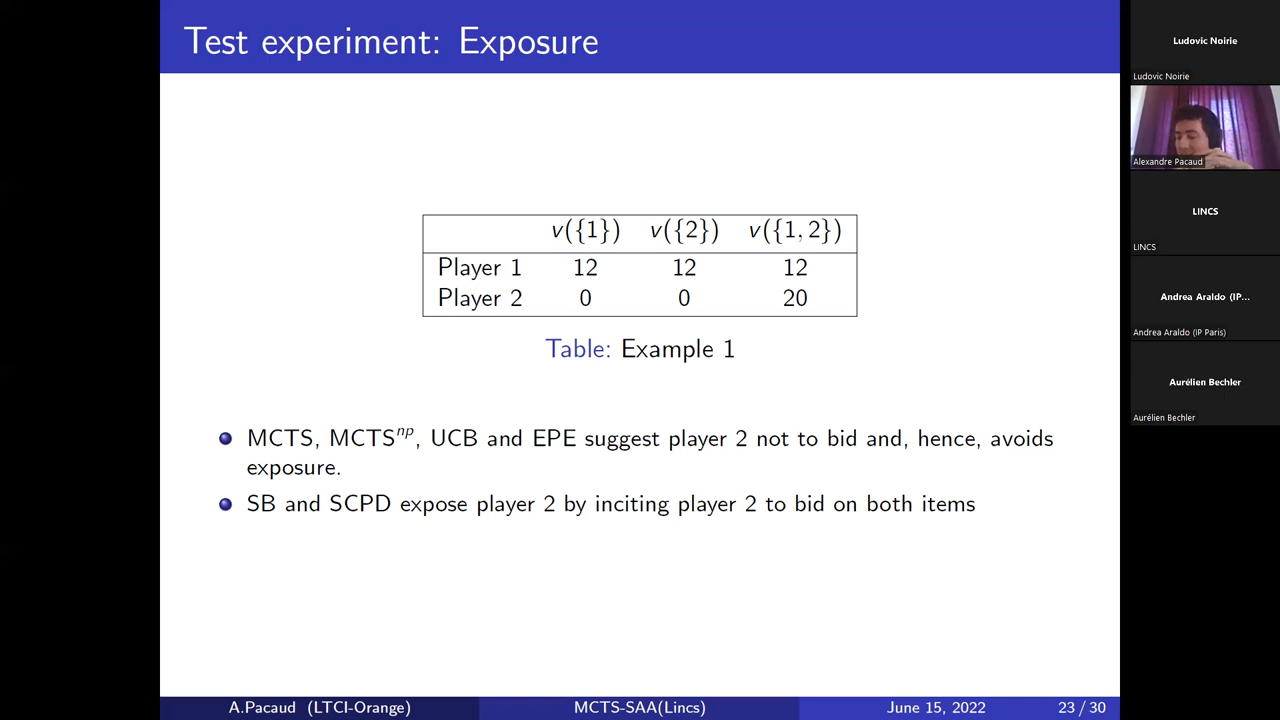 Test experiment: Exposure
v({1}) v({2}) v({1, 2})
Player 1 12 12 12
Player 2 0 0 20
Table: Example 1
MCTS, MCTS^np, UCB and EPE suggest player 2 not to bid and, hence, avoids
exposure.
SB and SCPD expose player 2 by inciting player 2 to bid on both items
A.Pacaud (LTCI-Orange) MCTS-SAA(Lincs) June 15, 2022 23 / 30
Ludovic Noirie
Ludovic Noirie
Alexandre Pacaud
LINCS
LINCS
Andrea Araldo (IP...
Andrea Araldo (IP Paris)
Aurélien Bechler
Aurélien Bechler